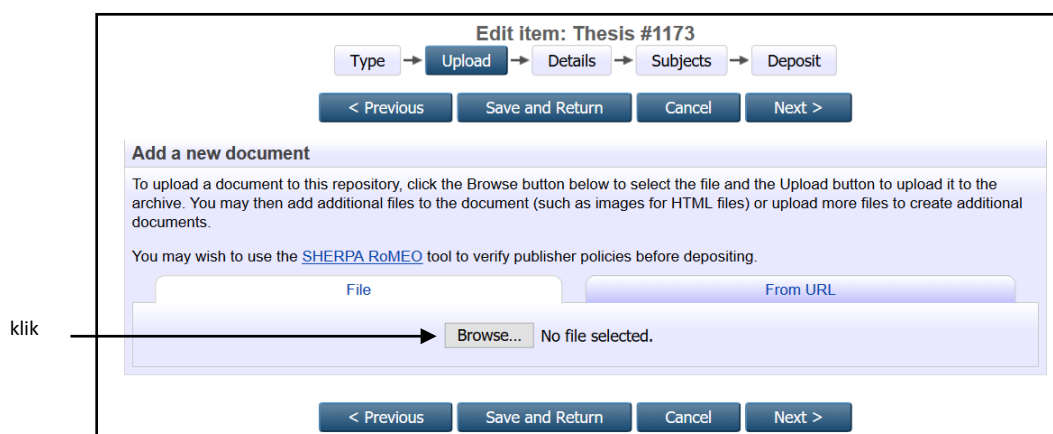 Edit item: Thesis #1173
Type → Upload → Details → Subjects → Deposit
< Previous Save and Return Cancel Next >
Add a new document
To upload a document to this repository, click the Browse button below to select the file and the Upload button to upload it to the
archive. You may then add additional files to the document (such as images for HTML files) or upload more files to create additional
documents.
You may wish to use the SHERPA RoMEO tool to verify publisher policies before depositing.
File From URL
klik Browse... No file selected.
< Previous Save and Return Cancel Next >